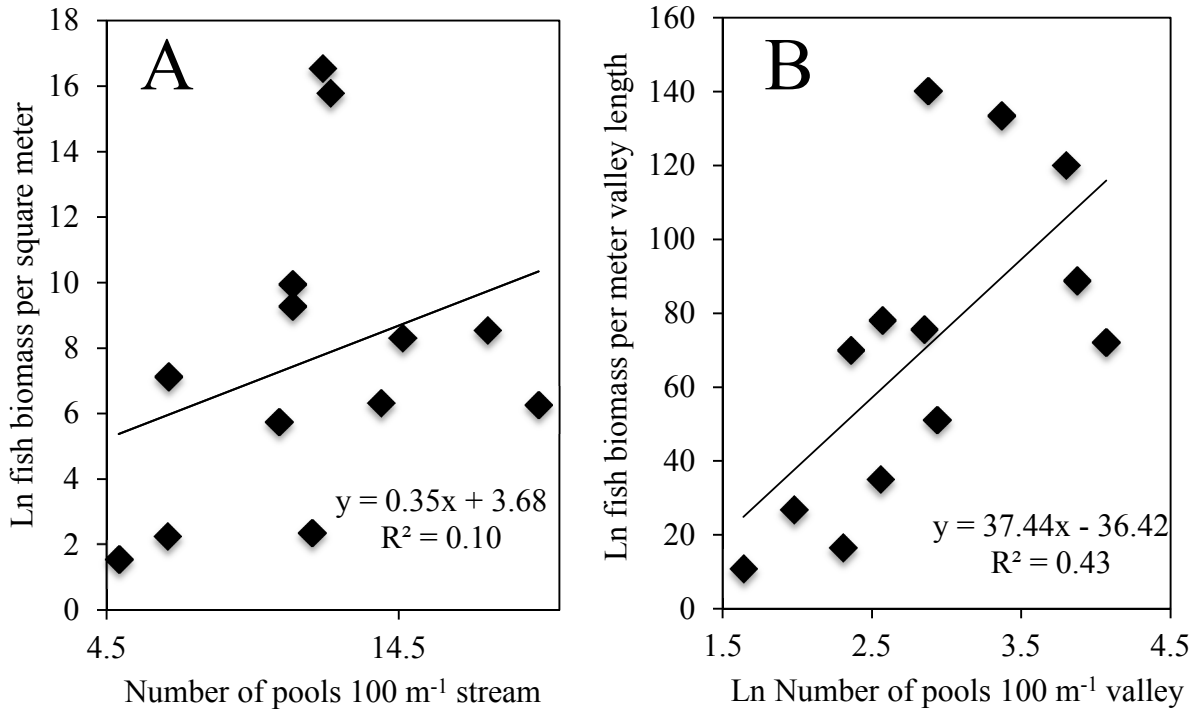 A
Ln fish biomass per square meter
18
16
14
12
10
8
6
4
2
0
y = 0.35x + 3.68
R² = 0.10
4.5 14.5
Number of pools 100 m⁻¹ stream
B
Ln fish biomass per meter valley length
160
140
120
100
80
60
40
20
0
y = 37.44x - 36.42
R² = 0.43
1.5 2.5 3.5 4.5
Ln Number of pools 100 m⁻¹ valley